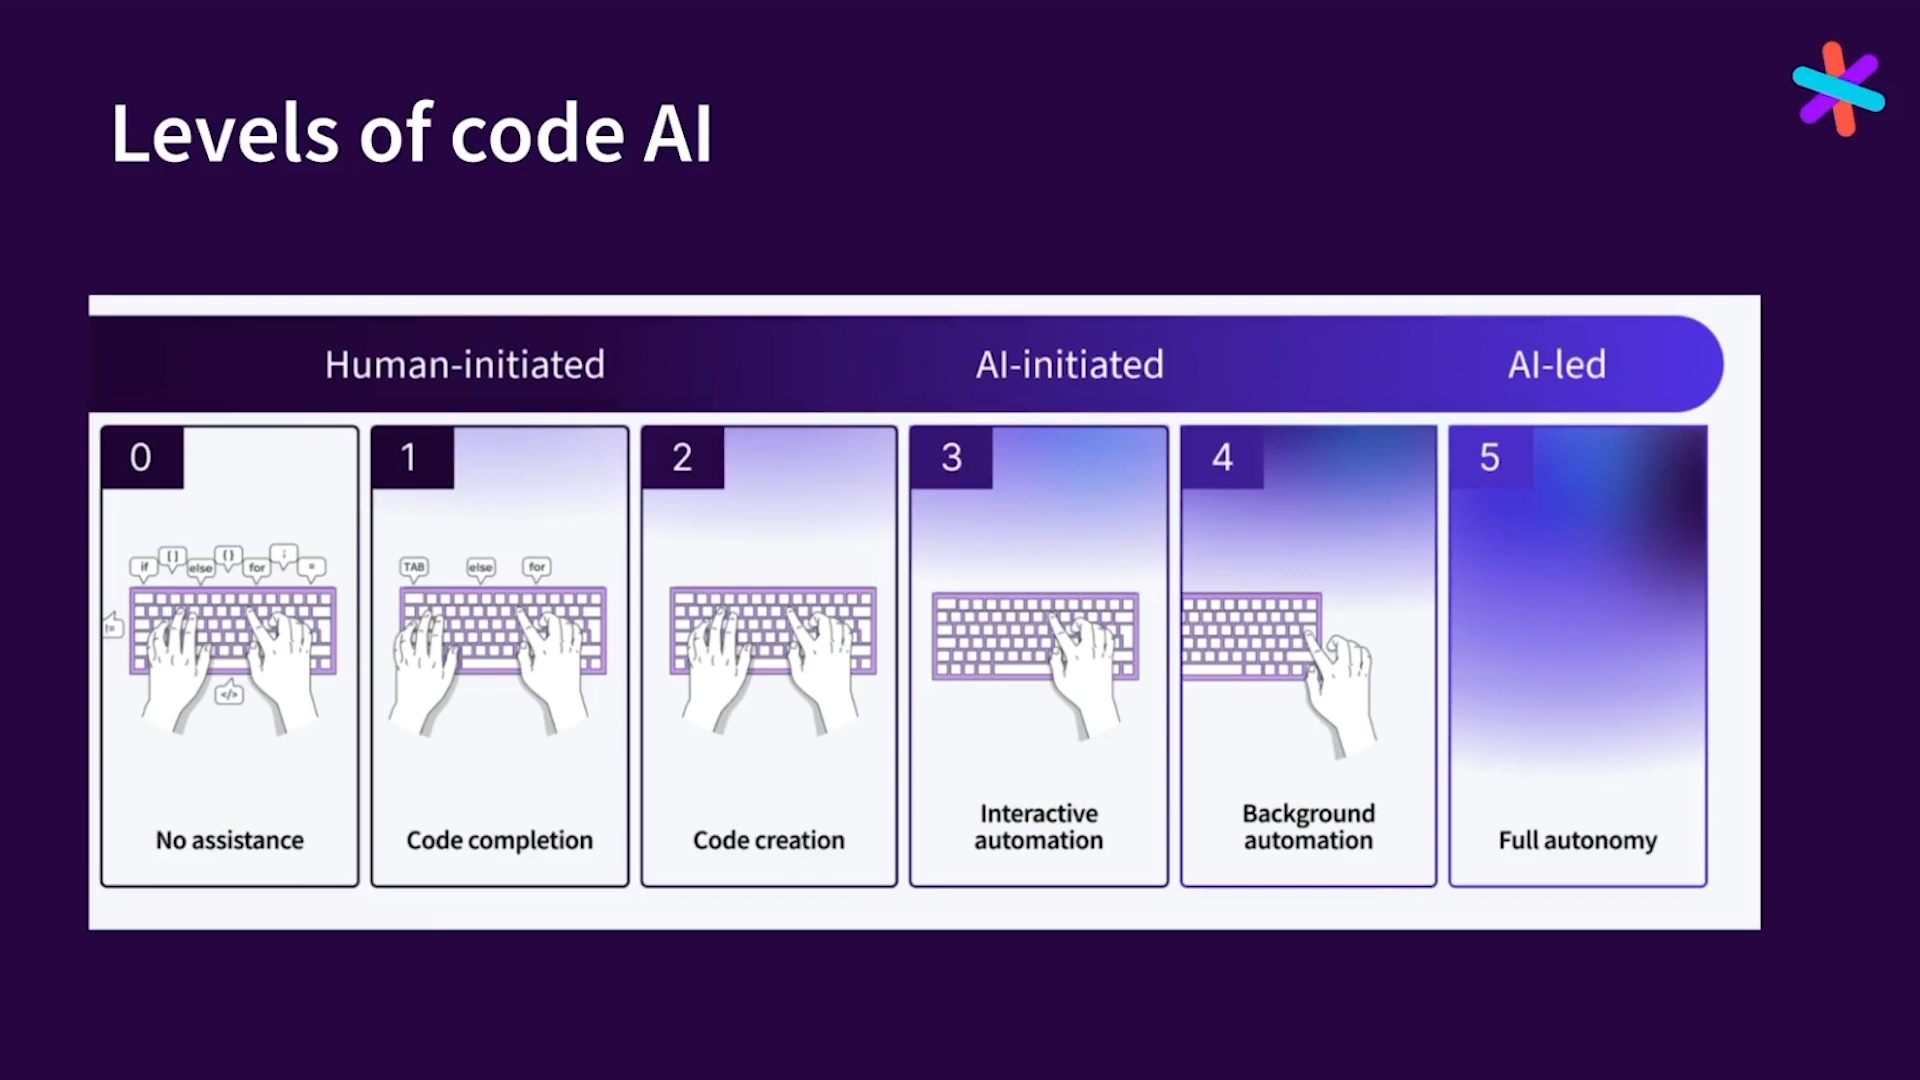 Levels of code AI
Human-initiated
AI-initiated
AI-led
0
1
2
3
4
5
if
[ ]
else
{ }
for
;
=
!=
</>
TAB
else
for
No assistance
Code completion
Code creation
Interactive
automation
Background
automation
Full autonomy